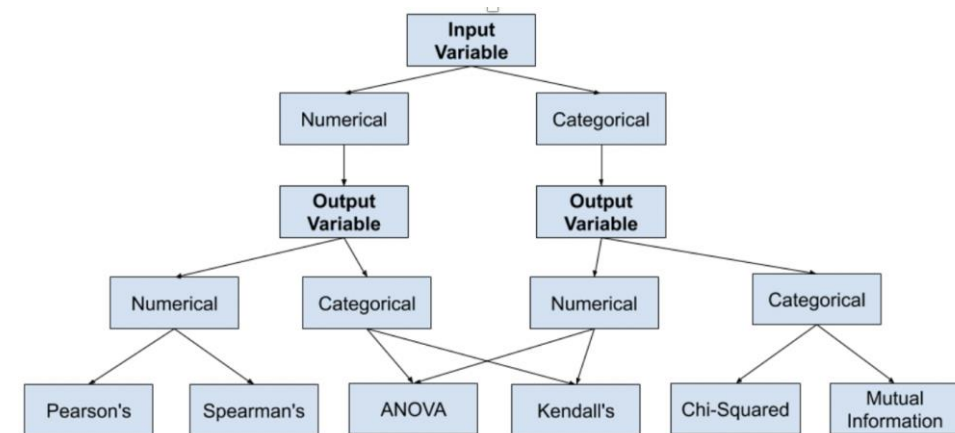 Input
Variable
Numerical
Categorical
Output
Variable
Output
Variable
Numerical
Categorical
Numerical
Categorical
Pearson's
Spearman's
ANOVA
Kendall's
Chi-Squared
Mutual
Information